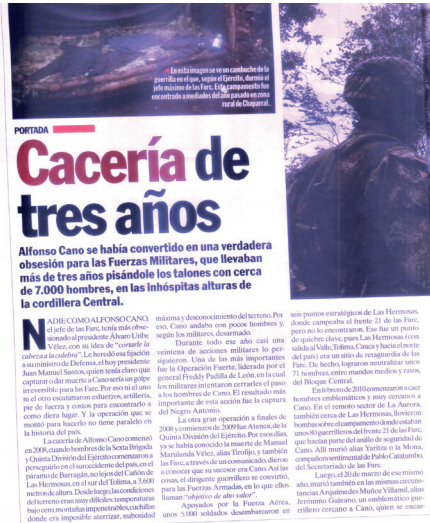 En esta imagen se ve un cambuche de la
guerrilla en el que, según el Ejército, durmió el
jefe máximo de las Farc. Este campamento fue
encontrado a mediados del año pasado en zona
rural de Chaparral.
PORTADA
Cacería de
tres años
Alfonso Cano se había convertido en una verdadera
obsesión para las Fuerzas Militares, que llevaban
más de tres años pisándole los talones con cerca
de 7.000 hombres, en las inhóspitas alturas de
la cordillera Central.
NADIE COMO ALFONSO CANO,
el jefe de las Farc, tenía más obse-
sionado al presidente Álvaro Uribe
Vélez, con su idea de "cortarle la
cabeza a la culebra". Le heredó esa fijación
a su ministro de Defensa, el hoy presidente
Juan Manuel Santos, quien tenía claro que
capturar o dar muerte a Cano sería un golpe
irreversible para las Farc. Por eso ni el uno
ni el otro escatimaron esfuerzos, artillería,
pie de fuerza y costos para encontrarlo a
como diera lugar. Y la operación que se
montó para hacerlo no tiene paralelo en
la historia del país.
La cacería de Alfonso Cano comenzó
en 2008, cuando hombres de la Sexta Brigada
y Quinta División del Ejército comenzaron a
perseguirlo en el suroccidente del país, en el
páramo de Barragán, no lejos del Cañón de
Las Hermosas, en el sur del Tolima, a 3.600
metros de altura. Desde luego, las condiciones
del terreno eran muy difíciles: temperaturas
bajo cero, montañas impenetrables, cuchillas
donde era imposible aterrizar, nubosidad
máxima y desconocimiento del terreno. Por
eso, Cano andaba con pocos hombres y,
según los militares, desarmado.
Durante todo ese año casi una
veintena de acciones militares lo per-
siguieron. Una de las más importantes
fue la Operación Fuerte, liderada por el
general Freddy Padilla de León, en la cual
los militares intentaron cerrarles el paso
a los hombres de Cano. El resultado más
importante de esta acción fue la captura
del Negro Antonio.
La otra gran operación a finales de
2008 y comienzos de 2009 fue Atenea, de la
Quinta División del Ejército. Por esos días,
ya se había conocido la muerte de Manuel
Marulanda Vélez, alias Tirofijo, y también
las Farc, a través de un comunicado, dieron
a conocer que su sucesor era Cano. Así las
cosas, el dirigente guerrillero se convirtió,
para las Fuerzas Armadas, en lo que ellos
llaman "objetivo de alto valor".
Apoyados por la Fuerza Aérea,
unos 5.000 soldados desembarcaron en
seis puntos estratégicos de Las Hermosas,
donde campeaba el frente 21 de las Farc,
pero no lo encontraron. Ese fue un punto
de quiebre clave, pues Las Hermosas (con
salida al Valle, Tolima, Cauca y hacia el norte
del país) era un sitio de retaguardia de las
Farc. De hecho, lograron neutralizar unos
71 hombres, entre mandos medios y rasos,
del Bloque Central.
En febrero de 2010 comenzaron a caer
hombres emblemáticos y muy cercanos a
Cano. En el remoto sector de La Aurora,
también cerca de Las Hermosas, llovieron
bombas sobre el campamento donde estaban
unos 80 guerrilleros del frente 21 de las Farc,
que hacían parte del anillo de seguridad de
Cano. Allí murió alias Yaritza o la Mona,
compañera sentimental de Pablo Catatumbo,
del Secretariado de las Farc.
Luego, el 20 de marzo de ese mismo
año, murió también en las mismas circuns-
tancias Arquimedes Muñoz Villamil, alias
Jerónimo Galeano, un emblemático gue-
rrillero cercano a Cano, quien se encar-